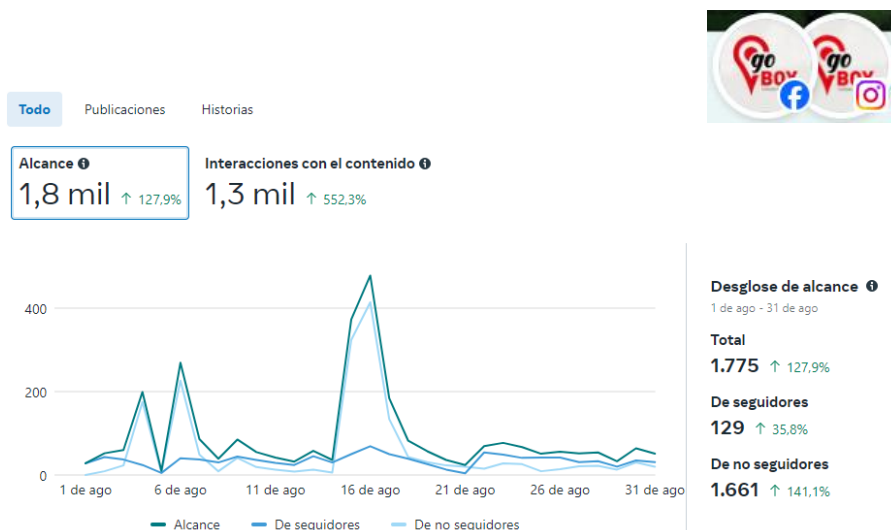 go
BOX
go
BOX
Todo Publicaciones Historias
Alcance
1,8 mil ↑ 127,9%
Interacciones con el contenido
1,3 mil ↑ 552,3%
400
200
0
1 de ago 6 de ago 11 de ago 16 de ago 21 de ago 26 de ago 31 de ago
Alcance De seguidores De no seguidores
Desglose de alcance
1 de ago - 31 de ago
Total
1.775 ↑ 127,9%
De seguidores
129 ↑ 35,8%
De no seguidores
1.661 ↑ 141,1%